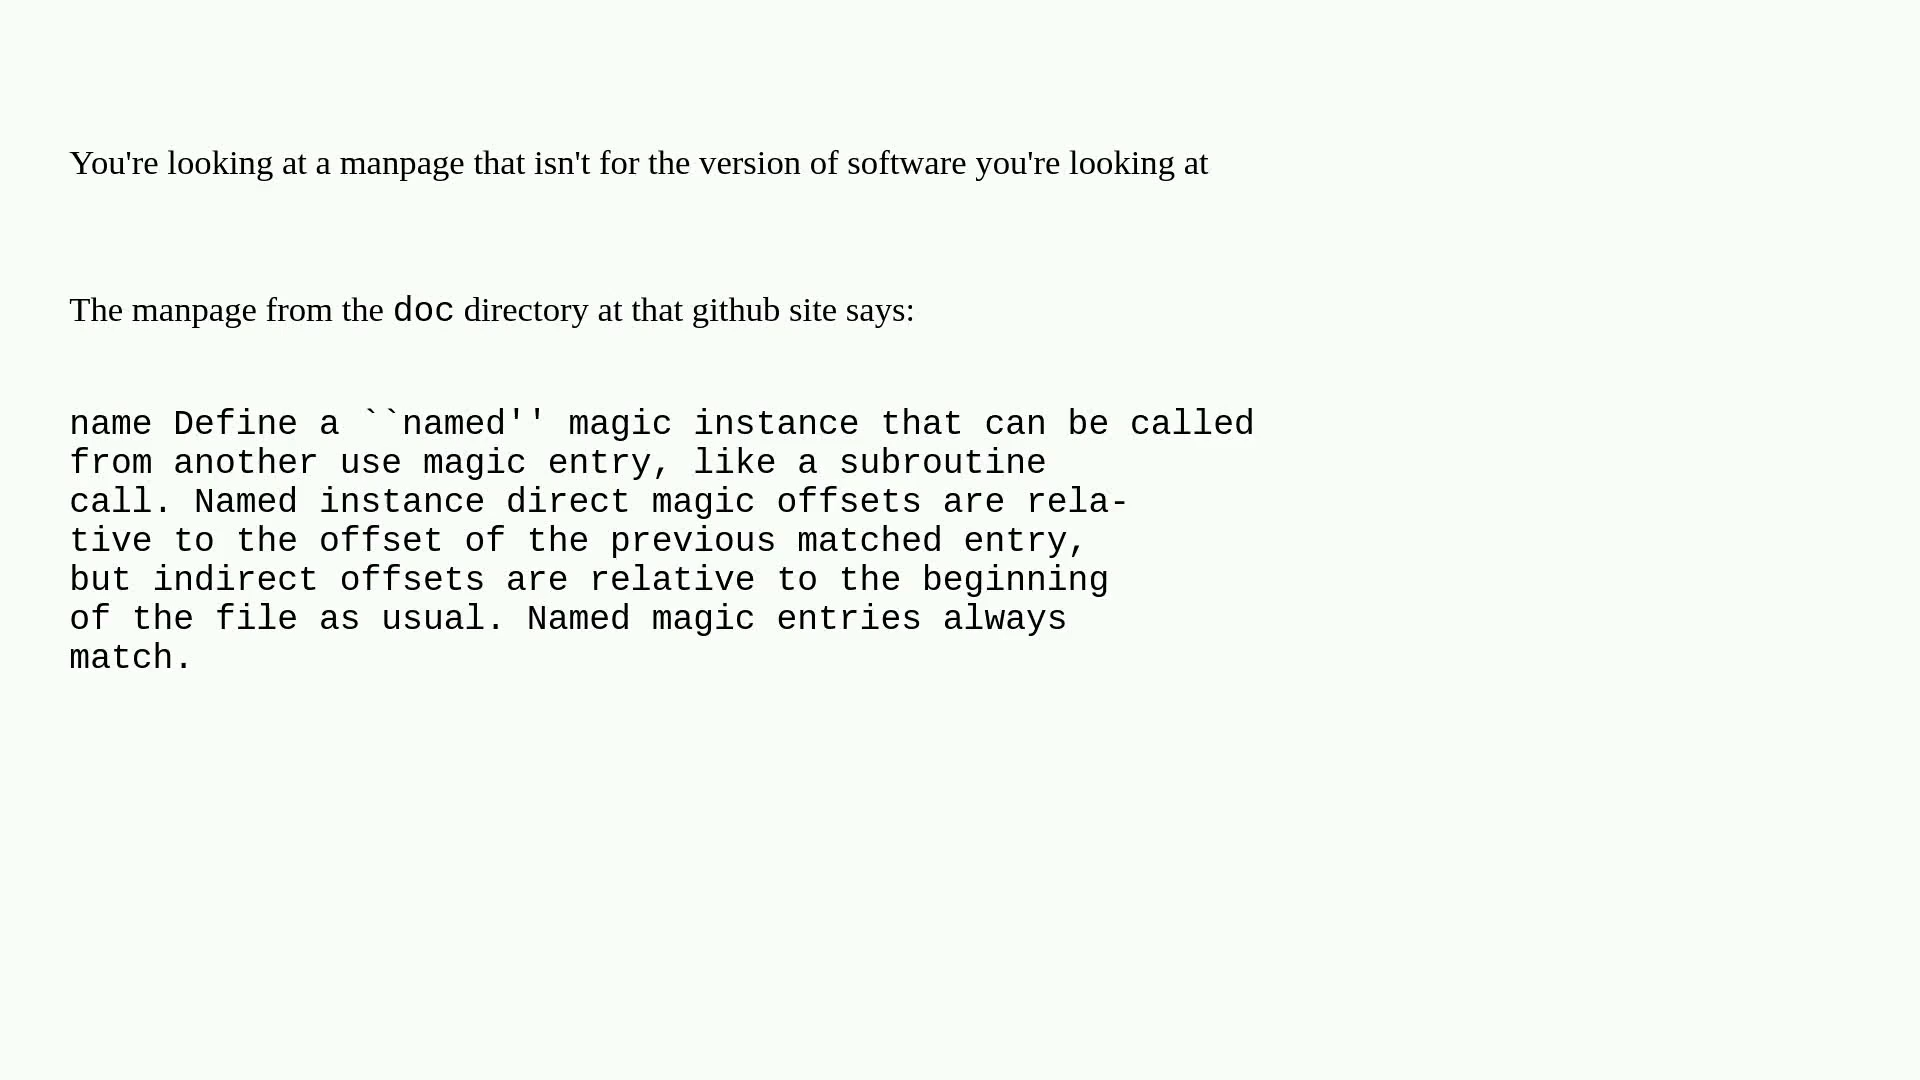 You're looking at a manpage that isn't for the version of software you're looking at
The manpage from the doc directory at that github site says:
name Define a ``named'' magic instance that can be called
from another use magic entry, like a subroutine
call. Named instance direct magic offsets are rela-
tive to the offset of the previous matched entry,
but indirect offsets are relative to the beginning
of the file as usual. Named magic entries always
match.